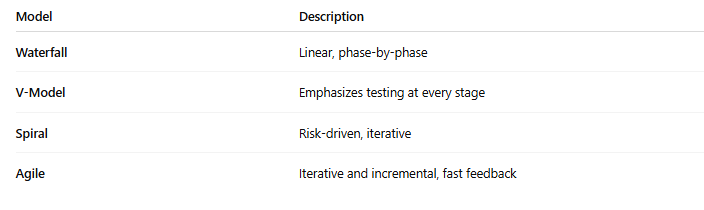 Model Description
Waterfall Linear, phase-by-phase
V-Model Emphasizes testing at every stage
Spiral Risk-driven, iterative
Agile Iterative and incremental, fast feedback